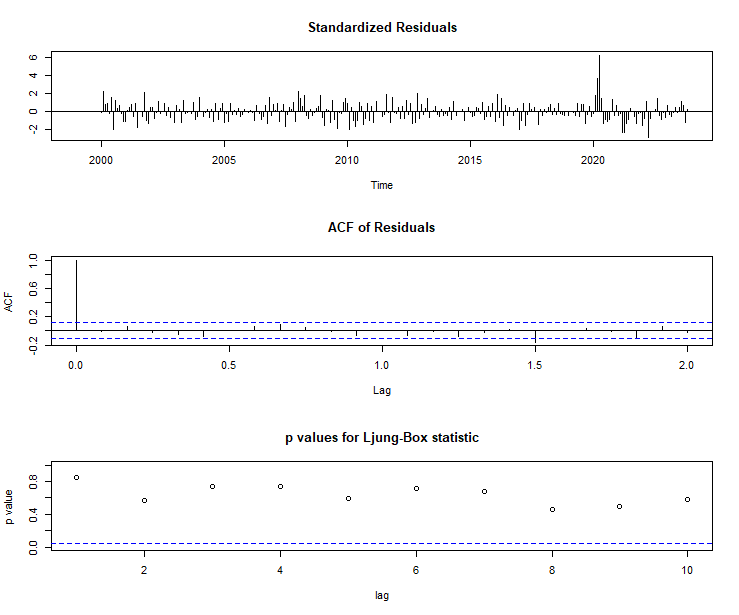 Standardized Residuals
6
4
2
0
-2
2000 2005 2010 2015 2020
Time
ACF of Residuals
1.0
0.6
0.2
-0.2
ACF
0.0 0.5 1.0 1.5 2.0
Lag
p values for Ljung-Box statistic
0.8
0.4
0.0
p value
2 4 6 8 10
lag